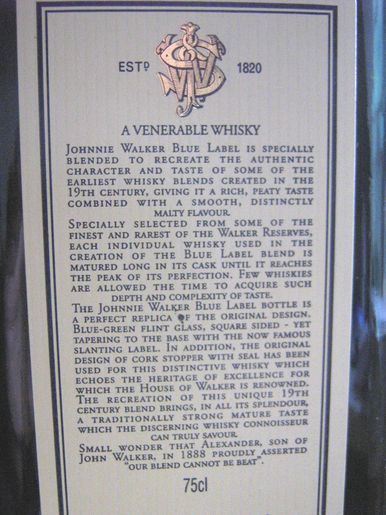 ESTD 1820
A VENERABLE WHISKY
JOHNNIE WALKER BLUE LABEL IS SPECIALLY
BLENDED TO RECREATE THE AUTHENTIC
CHARACTER AND TASTE OF SOME OF THE
EARLIEST WHISKY BLENDS CREATED IN THE
19TH CENTURY, GIVING IT A RICH, PEATY TASTE
COMBINED WITH A SMOOTH, DISTINCTLY
MALTY FLAVOUR.
SPECIALLY SELECTED FROM SOME OF THE
FINEST AND RAREST OF THE WALKER RESERVES,
EACH INDIVIDUAL WHISKY USED IN THE
CREATION OF THE BLUE LABEL BLEND IS
MATURED LONG IN ITS CASK UNTIL IT REACHES
THE PEAK OF ITS PERFECTION. FEW WHISKIES
ARE ALLOWED THE TIME TO ACQUIRE SUCH
DEPTH AND COMPLEXITY OF TASTE.
THE JOHNNIE WALKER BLUE LABEL BOTTLE IS
A PERFECT REPLICA OF THE ORIGINAL DESIGN.
BLUE-GREEN FLINT GLASS, SQUARE SIDED - YET
TAPERING TO THE BASE WITH THE NOW FAMOUS
SLANTING LABEL. IN ADDITION, THE ORIGINAL
DESIGN OF CORK STOPPER WITH SEAL HAS BEEN
USED FOR THIS DISTINCTIVE WHISKY WHICH
ECHOES THE HERITAGE OF EXCELLENCE FOR
WHICH THE HOUSE OF WALKER IS RENOWNED.
THE RECREATION OF THIS UNIQUE 19TH
CENTURY BLEND BRINGS, IN ALL ITS SPLENDOUR,
A TRADITIONALLY STRONG MATURE TASTE
WHICH THE DISCERNING WHISKY CONNOISSEUR
CAN TRULY SAVOUR.
SMALL WONDER THAT ALEXANDER, SON OF
JOHN WALKER, IN 1888 PROUDLY ASSERTED
"OUR BLEND CANNOT BE BEAT".
75cl